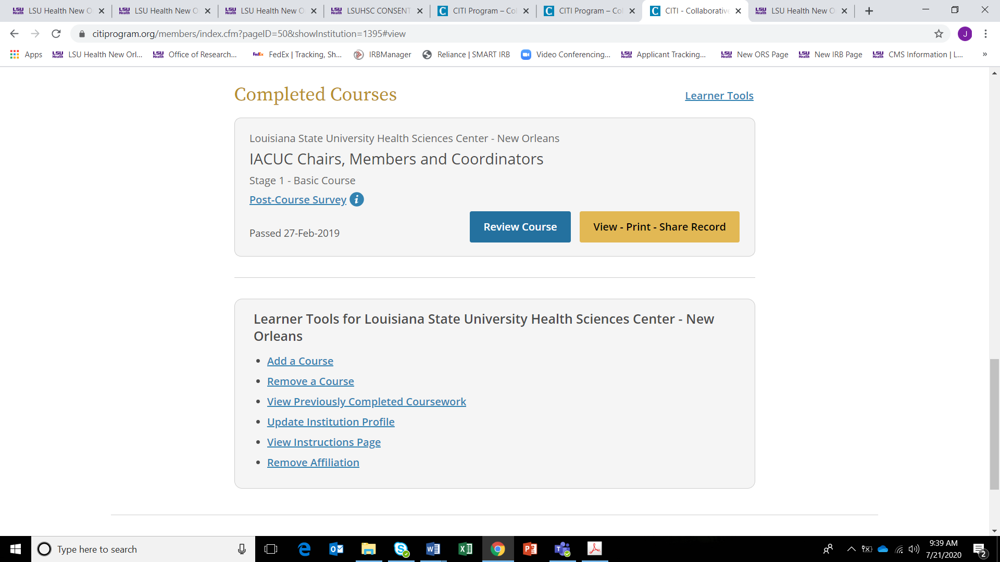 LSU Health New O
LSU Health New O
LSU Health New O
LSUHSC CONSENT
CITI Program – Col
CITI Program – Col
CITI - Collaborative
LSU Health New O
citiprogram.org/members/index.cfm?pageID=50&showInstitution=1395#view
J
Apps
LSU Health New Orl...
Office of Research...
FedEx | Tracking, Sh...
IRBManager
Reliance | SMART IRB
Video Conferencing...
Applicant Tracking...
New ORS Page
New IRB Page
CMS Information | L...
»
Completed Courses
Learner Tools
Louisiana State University Health Sciences Center - New Orleans
IACUC Chairs, Members and Coordinators
Stage 1 - Basic Course
Post-Course Survey i
Passed 27-Feb-2019
Review Course
View - Print - Share Record
Learner Tools for Louisiana State University Health Sciences Center - New
Orleans
• Add a Course
• Remove a Course
• View Previously Completed Coursework
• Update Institution Profile
• View Instructions Page
• Remove Affiliation
Type here to search
9:39 AM
7/21/2020
2